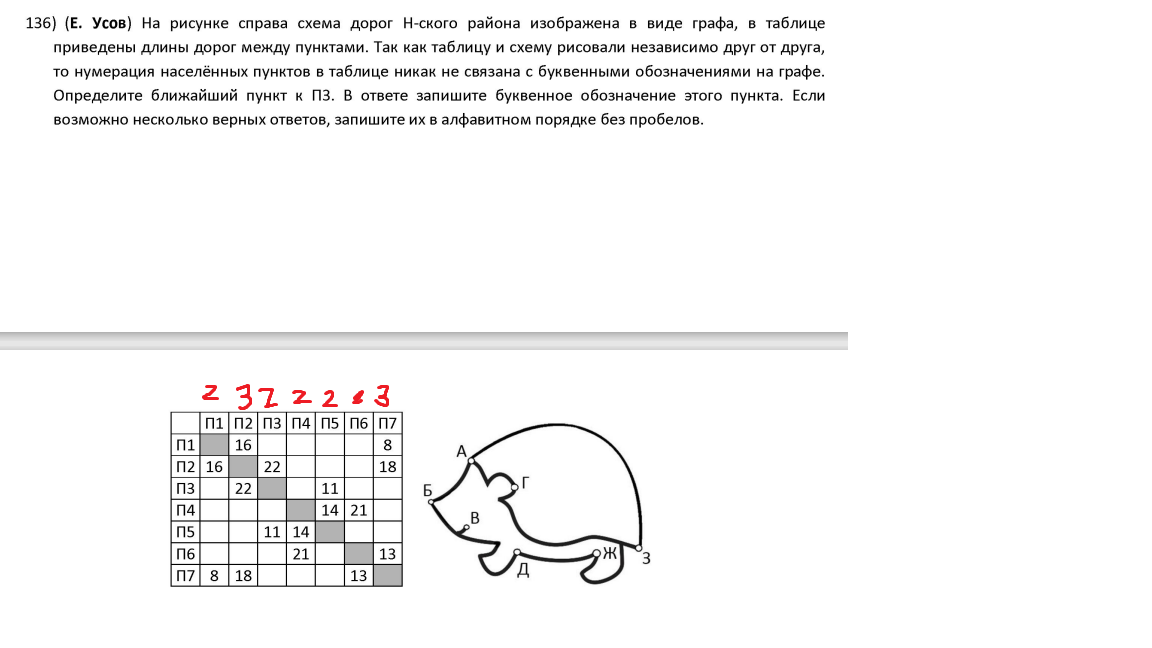 136) (Е. Усов) На рисунке справа схема дорог Н-ского района изображена в виде графа, в таблице
приведены длины дорог между пунктами. Так как таблицу и схему рисовали независимо друг от друга,
то нумерация населённых пунктов в таблице никак не связана с буквенными обозначениями на графе.
Определите ближайший пункт к П3. В ответе запишите буквенное обозначение этого пункта. Если
возможно несколько верных ответов, запишите их в алфавитном порядке без пробелов.
2 3 2 2 2 2 3
П1 П2 П3 П4 П5 П6 П7
П1 16 8
П2 16 22 18
П3 22 11
П4 14 21
П5 11 14
П6 21 13
П7 8 18 13
А
Г
Б
В
Ж
З
Д